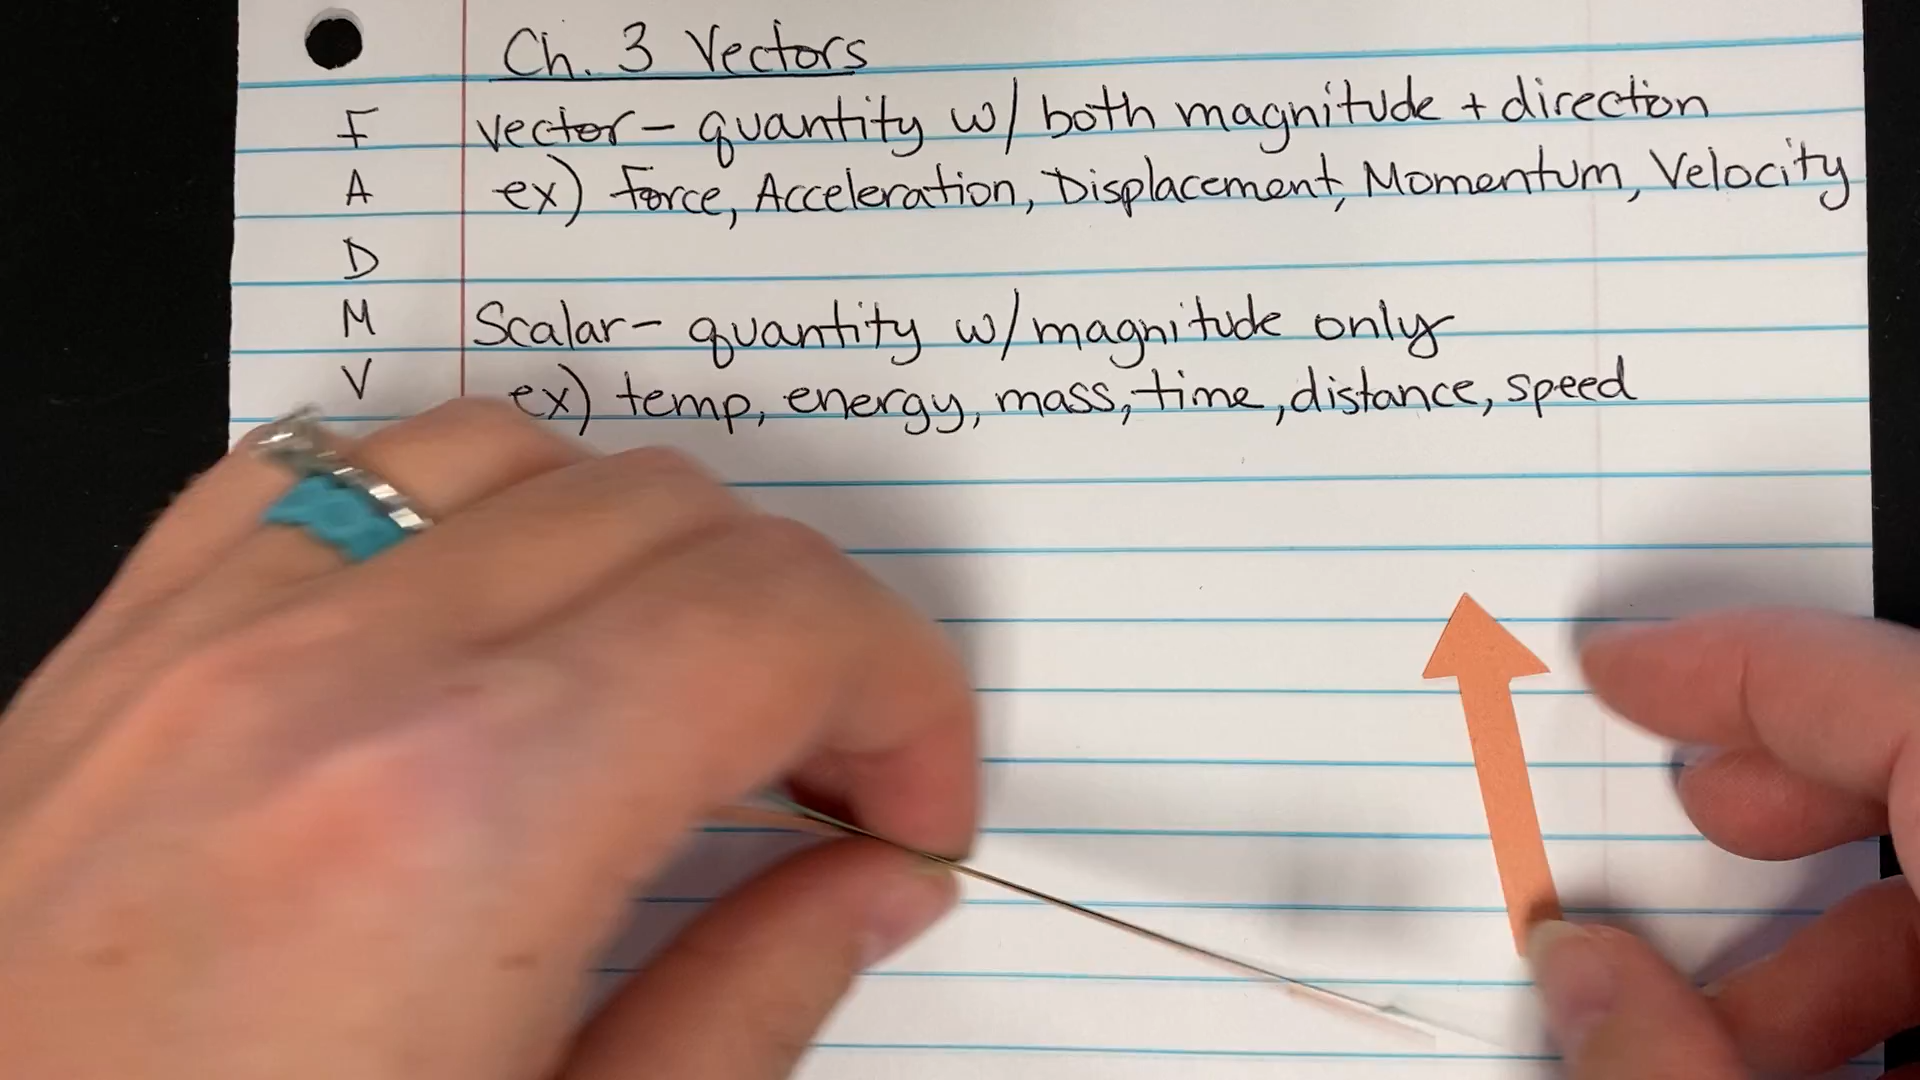 Ch. 3 Vectors
F vector - quantity w/ both magnitude + direction
A ex) Force, Acceleration, Displacement, Momentum, Velocity
D
M Scalar - quantity w/ magnitude only
V ex) temp, energy, mass, time, distance, speed